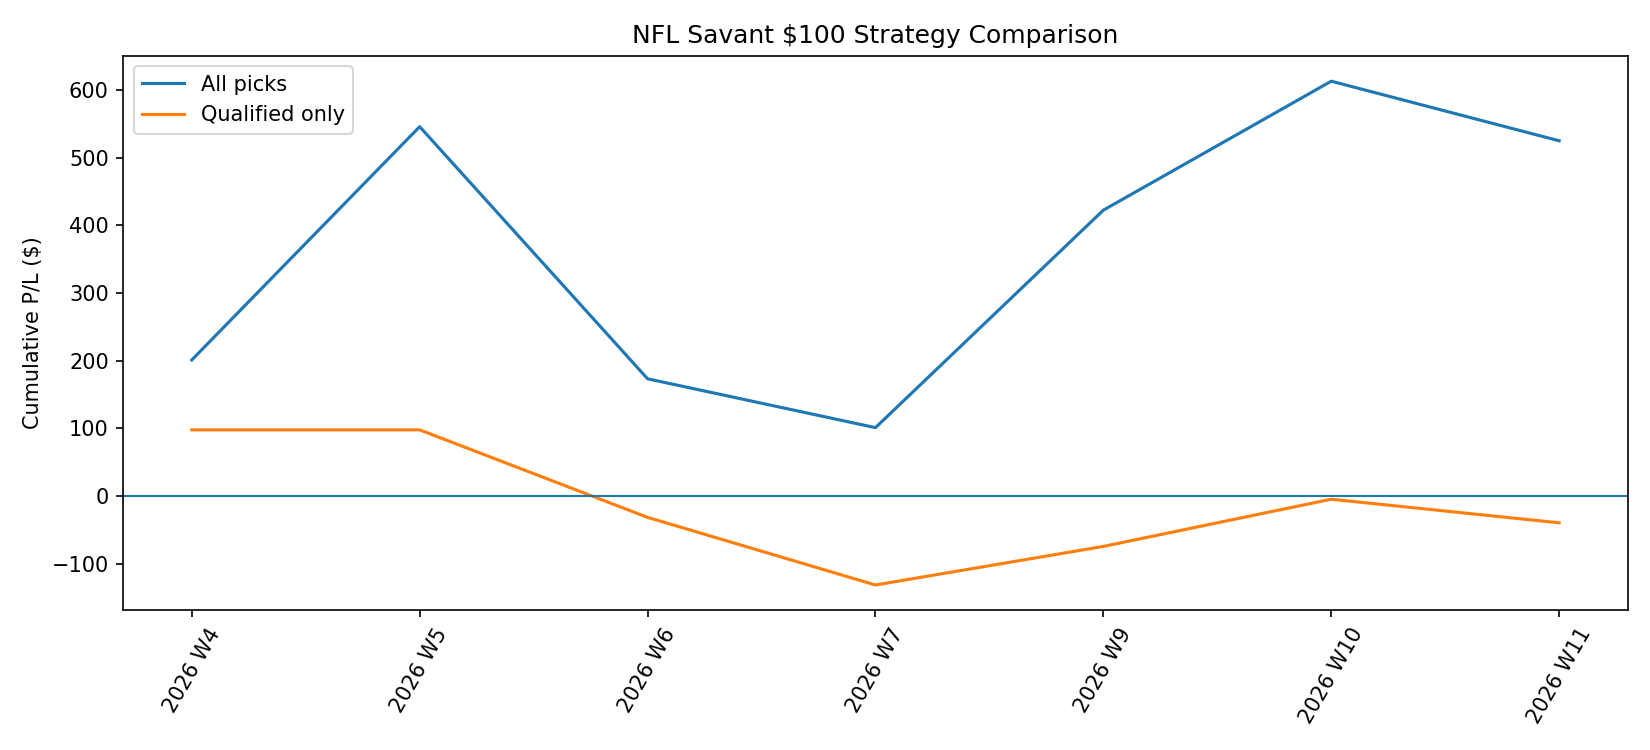 NFL Savant $100 Strategy Comparison
All picks
Qualified only
Cumulative P/L ($)
600
500
400
300
200
100
0
−100
2026 W4
2026 W5
2026 W6
2026 W7
2026 W9
2026 W10
2026 W11